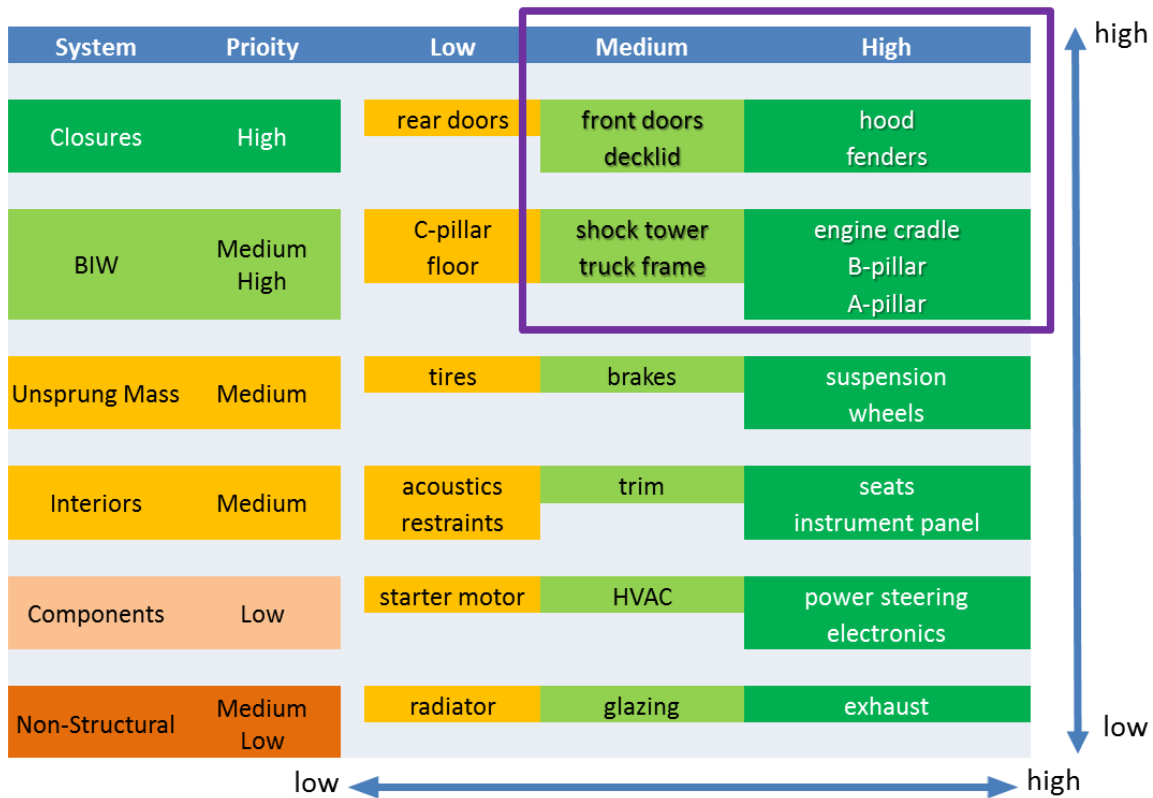 System Prioity Low Medium High
high
Closures High rear doors front doors hood
decklid fenders
BIW Medium High C-pillar shock tower engine cradle
floor truck frame B-pillar
A-pillar
Unsprung Mass Medium tires brakes suspension
wheels
Interiors Medium acoustics trim seats
restraints instrument panel
Components Low starter motor HVAC power steering
electronics
Non-Structural Medium Low radiator glazing exhaust
low
low high